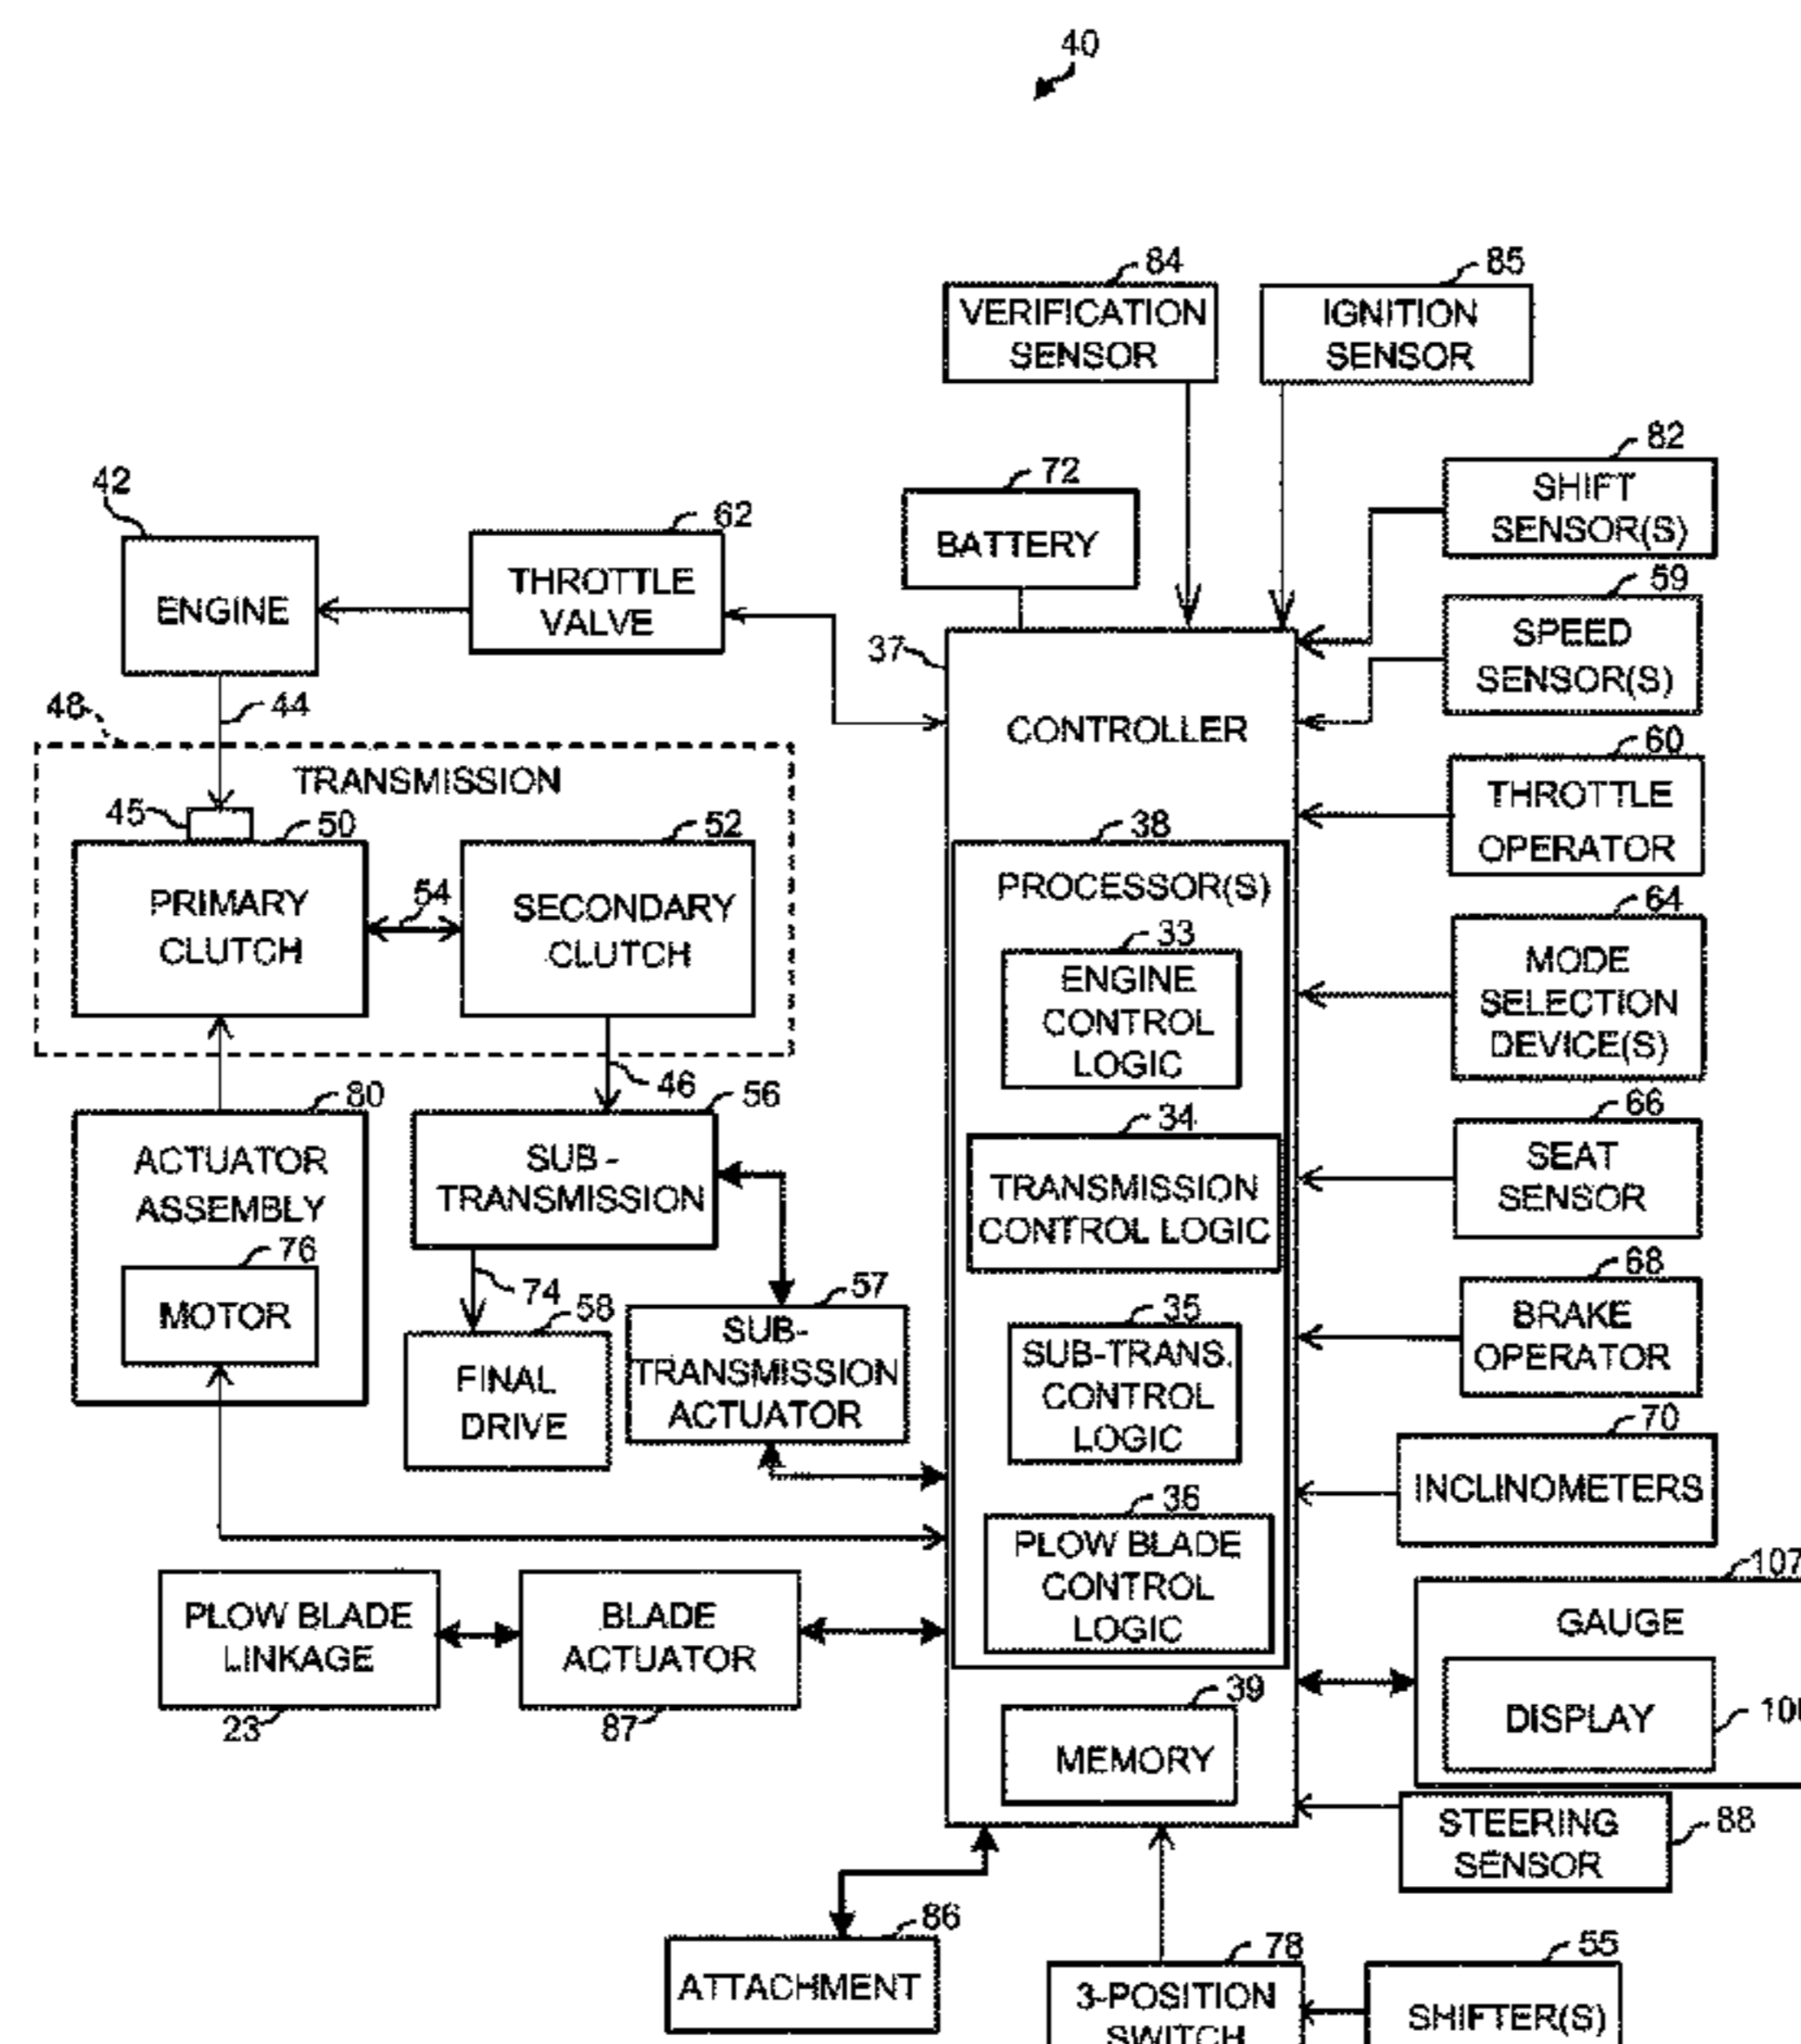 40
84
VERIFICATION
SENSOR
85
IGNITION
SENSOR
82
SHIFT
SENSOR(S)
72
BATTERY
42
ENGINE
62
THROTTLE
VALVE
59
SPEED
SENSOR(S)
37
CONTROLLER
44
48
TRANSMISSION
45
50
PRIMARY
CLUTCH
54
52
SECONDARY
CLUTCH
60
THROTTLE
OPERATOR
38
PROCESSOR(S)
33
ENGINE
CONTROL
LOGIC
64
MODE
SELECTION
DEVICE(S)
46
80
ACTUATOR
ASSEMBLY
76
MOTOR
56
SUB-
TRANSMISSION
34
TRANSMISSION
CONTROL LOGIC
66
SEAT
SENSOR
74
58
FINAL
DRIVE
57
SUB-
TRANSMISSION
ACTUATOR
35
SUB-TRANS.
CONTROL
LOGIC
68
BRAKE
OPERATOR
70
INCLINOMETERS
36
PLOW BLADE
CONTROL
LOGIC
PLOW BLADE
LINKAGE
23
BLADE
ACTUATOR
87
107
GAUGE
DISPLAY
39
MEMORY
STEERING
SENSOR
88
86
ATTACHMENT
78
3-POSITION
SWITCH
55
SHIFTER(S)